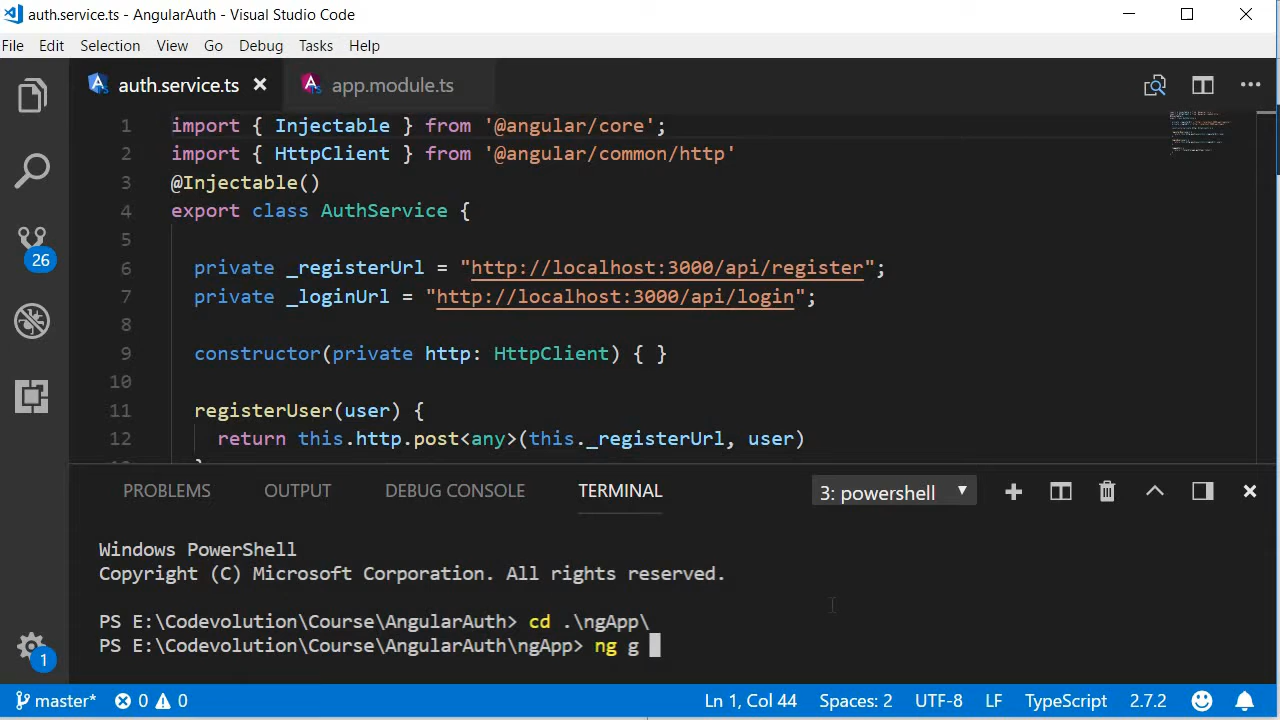 auth.service.ts - AngularAuth - Visual Studio Code
File Edit Selection View Go Debug Tasks Help
auth.service.ts app.module.ts
1 import { Injectable } from '@angular/core';
2 import { HttpClient } from '@angular/common/http'
3 @Injectable()
4 export class AuthService {
5
6 private _registerUrl = "http://localhost:3000/api/register";
7 private _loginUrl = "http://localhost:3000/api/login";
8
9 constructor(private http: HttpClient) { }
10
11 registerUser(user) {
12 return this.http.post<any>(this._registerUrl, user)
26
PROBLEMS OUTPUT DEBUG CONSOLE TERMINAL 3: powershell
Windows PowerShell
Copyright (C) Microsoft Corporation. All rights reserved.
PS E:\Codevolution\Course\AngularAuth> cd .\ngApp\
PS E:\Codevolution\Course\AngularAuth\ngApp> ng g
1
master* 0 0 Ln 1, Col 44 Spaces: 2 UTF-8 LF TypeScript 2.7.2